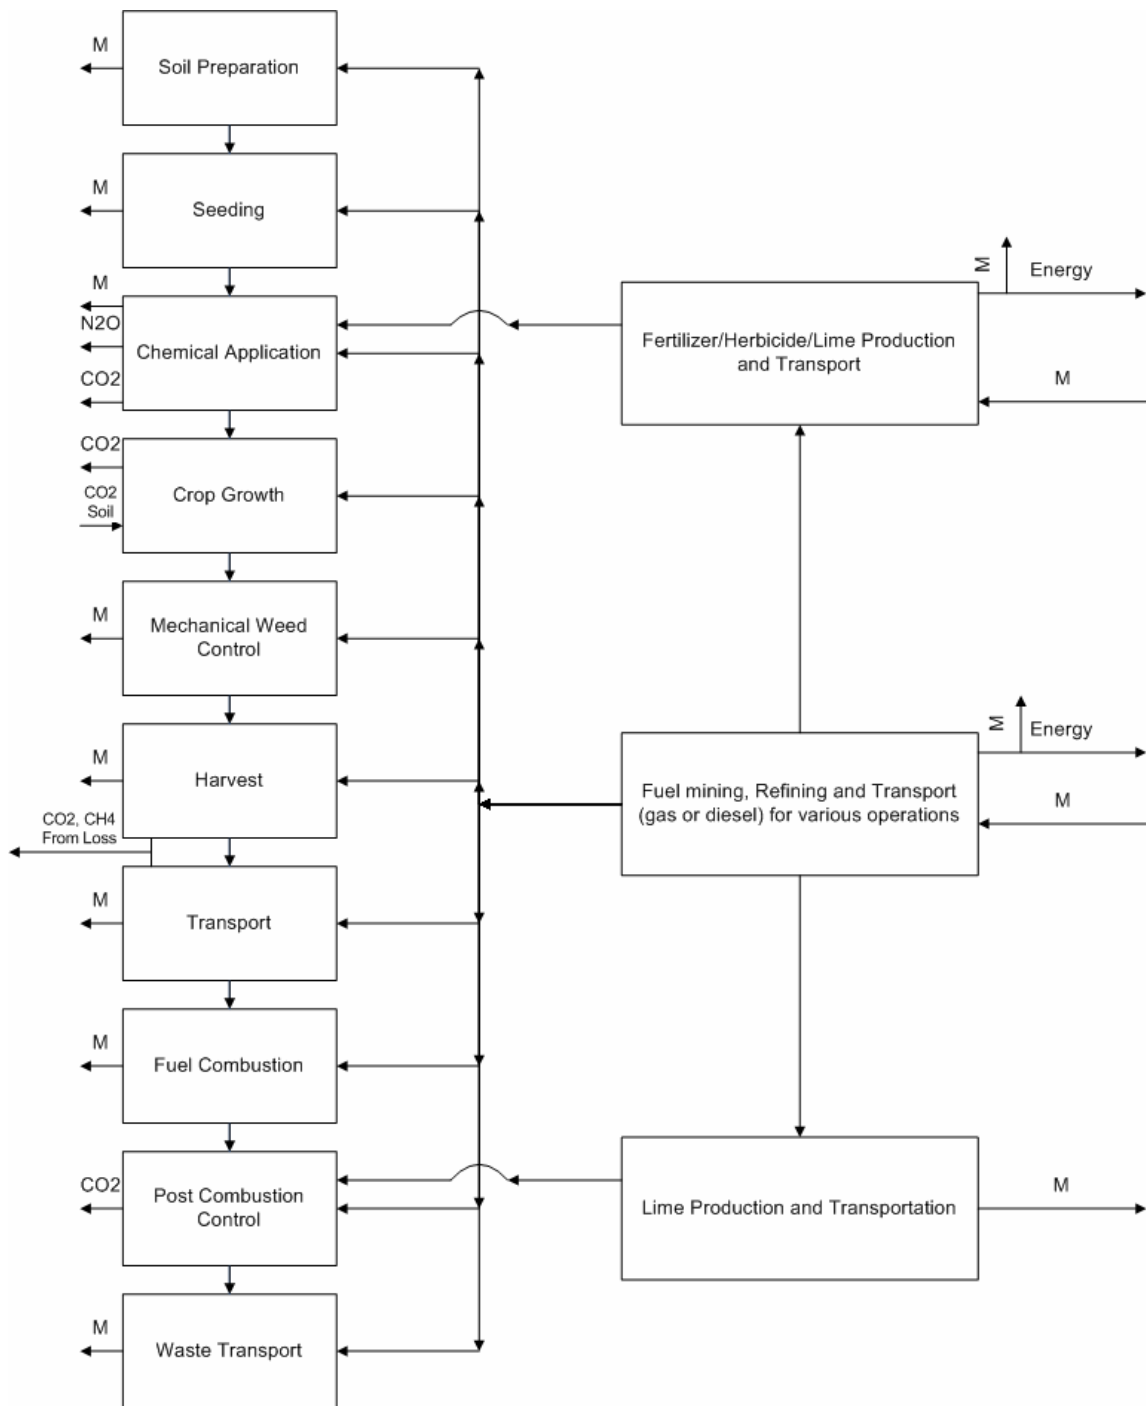 M
Soil Preparation
M
Seeding
M
N2O
CO2
Chemical Application
CO2
CO2
Soil
Crop Growth
M
Mechanical Weed
Control
M
Harvest
CO2, CH4
From Loss
M
Transport
M
Fuel Combustion
CO2
Post Combustion
Control
M
Waste Transport
M
Energy
Fertilizer/Herbicide/Lime Production
and Transport
M
M
Energy
Fuel mining, Refining and Transport
(gas or diesel) for various operations
M
Lime Production and Transportation
M